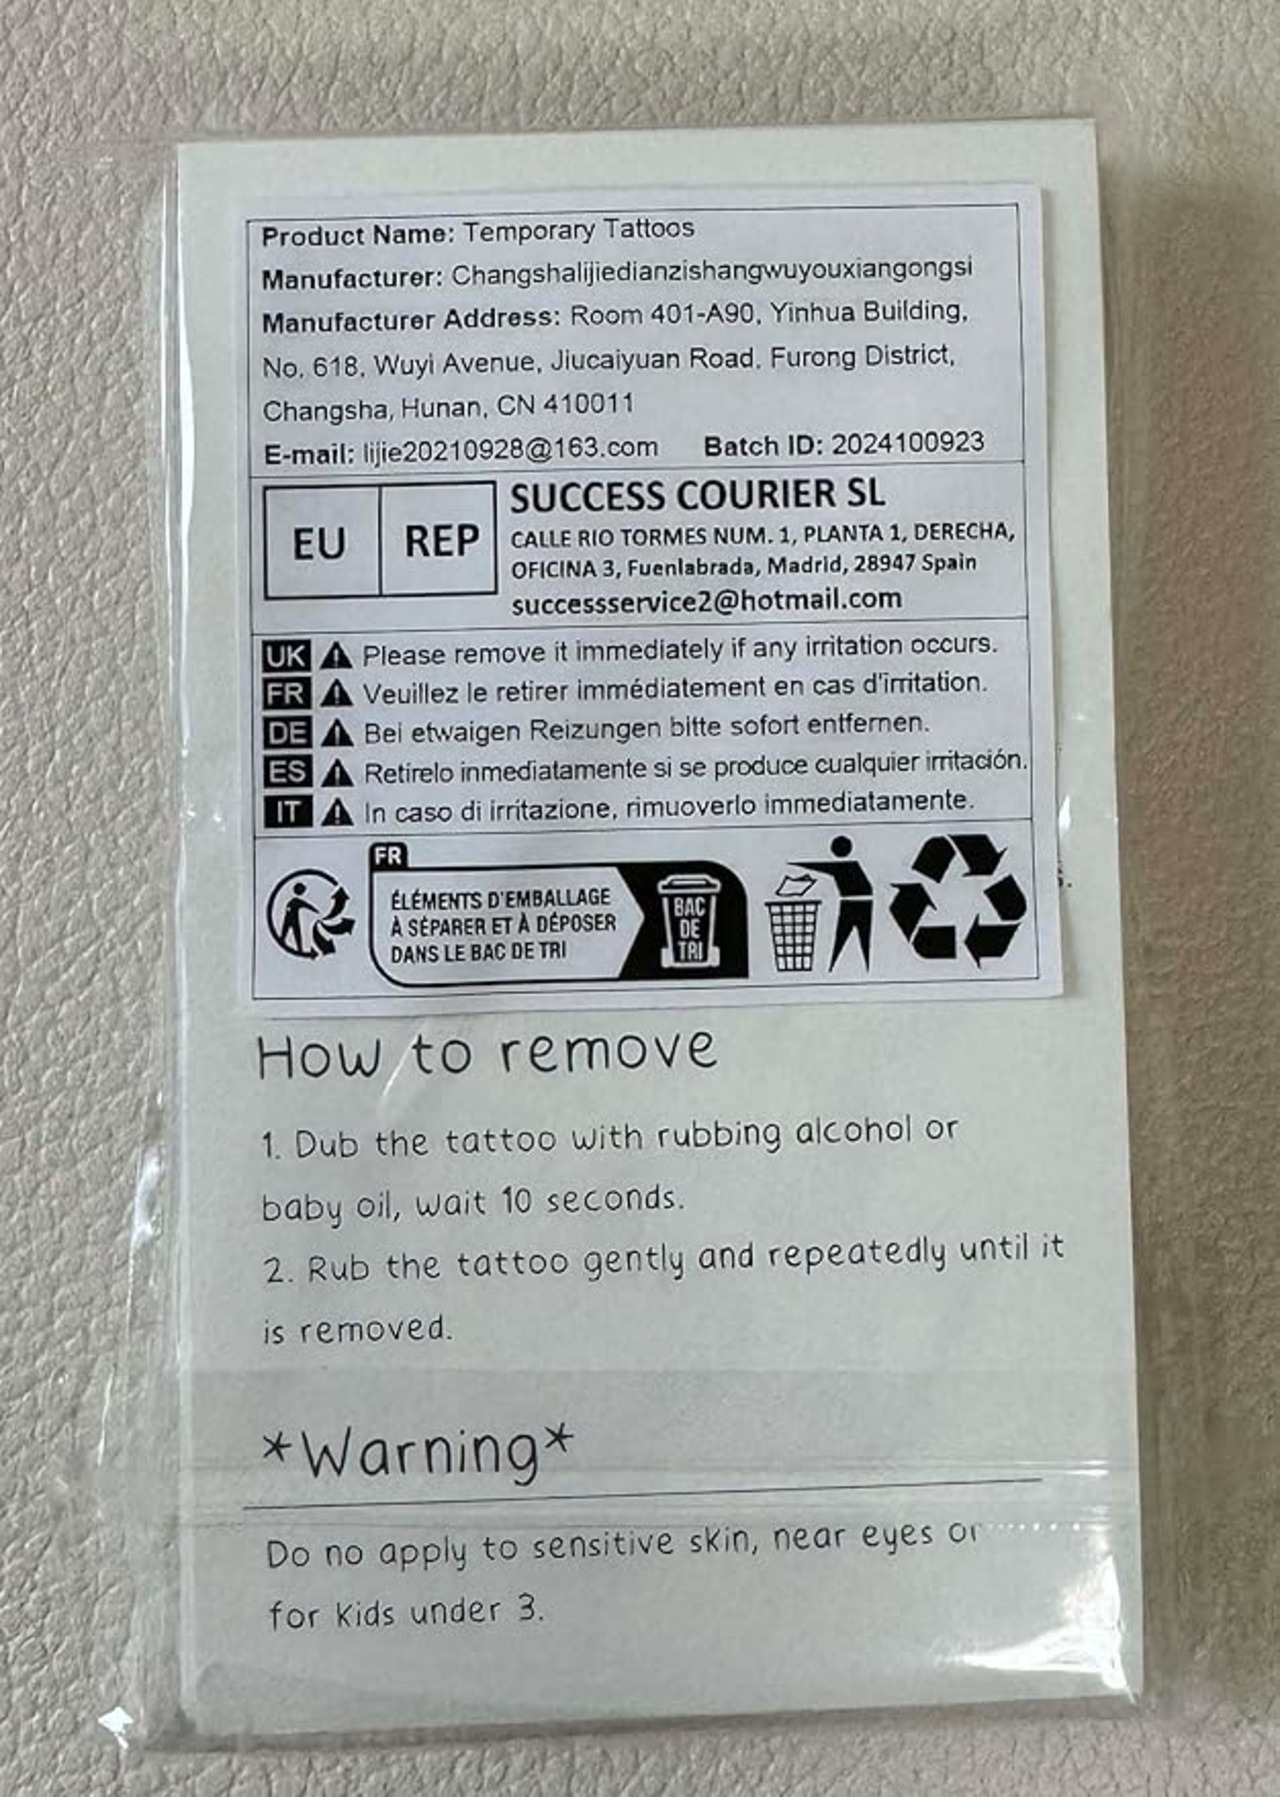 Product Name: Temporary Tattoos
Manufacturer: Changshalijiedianzishangwuyouxiangongsi
Manufacturer Address: Room 401-A90, Yinhua Building,
No. 618, Wuyi Avenue, Jiucaiyuan Road, Furong District,
Changsha, Hunan, CN 410011
E-mail: lijie20210928@163.com Batch ID: 2024100923
EU REP
SUCCESS COURIER SL
CALLE RIO TORMES NUM. 1, PLANTA 1, DERECHA,
OFICINA 3, Fuenlabrada, Madrid, 28947 Spain
successservice2@hotmail.com
UK Please remove it immediately if any irritation occurs.
FR Veuillez le retirer immédiatement en cas d'irritation.
DE Bei etwaigen Reizungen bitte sofort entfernen.
ES Retírelo inmediatamente si se produce cualquier irritación.
IT In caso di irritazione, rimuoverlo immediatamente.
FR
ÉLÉMENTS D'EMBALLAGE
À SÉPARER ET À DÉPOSER
DANS LE BAC DE TRI
BAC
DE
TRI
How to remove
1. Dub the tattoo with rubbing alcohol or
baby oil, wait 10 seconds.
2. Rub the tattoo gently and repeatedly until it
is removed.
*Warning*
Do no apply to sensitive skin, near eyes or
for kids under 3.